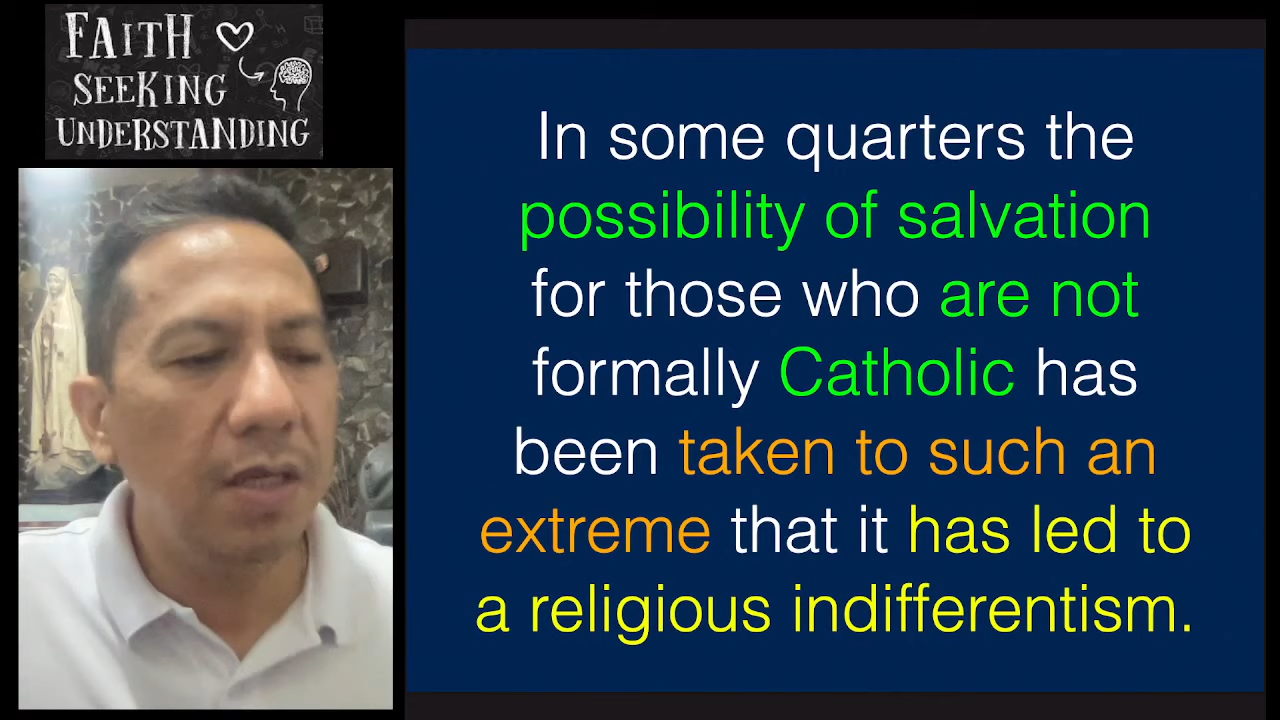 FAITH
SEEKING
UNDERSTANDING
In some quarters the
possibility of salvation
for those who are not
formally Catholic has
been taken to such an
extreme that it has led to
a religious indifferentism.